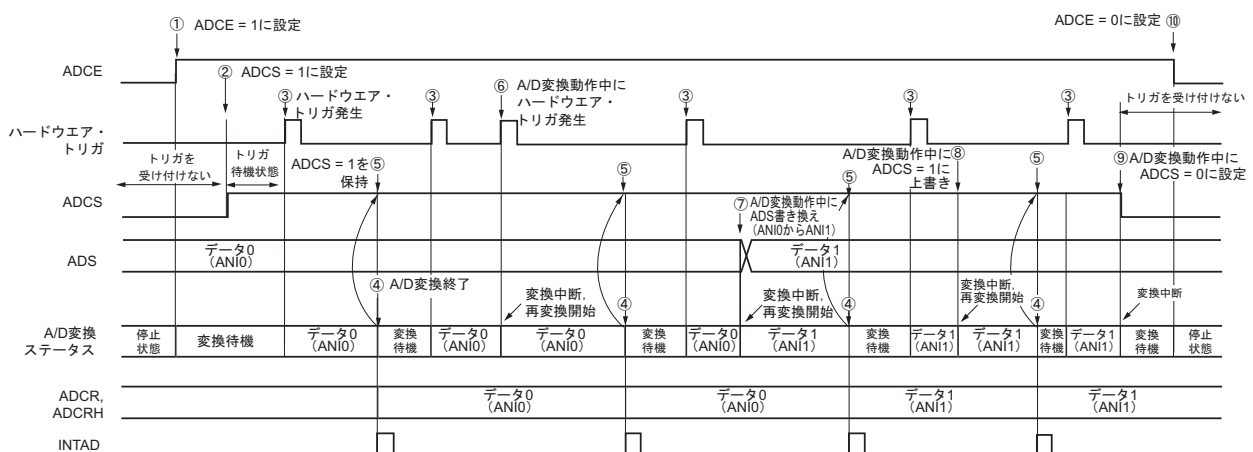 ① ADCE = 1に設定
ADCE = 0に設定 ⑩
ADCE
② ADCS = 1に設定
③ハードウエア・
トリガ発生
③
⑥ A/D変換動作中に
ハードウエア・
トリガ発生
③
③
③
トリガを受け付けない
ハードウエア・
トリガ
トリガを
受け付けない
トリガ
待機状態
ADCS = 1を⑤
保持
⑤
⑤
A/D変換動作中に⑧
ADCS = 1に
上書き
⑤
⑨A/D変換動作中に
ADCS = 0に設定
ADCS
⑦A/D変換動作中に
ADS書き換え
(ANI0からANI1)
ADS
データ0
(ANI0)
データ1
(ANI1)
④ A/D変換終了
変換中断,
再変換開始
④
変換中断,
再変換開始
④
変換中断,
再変換開始
④
変換中断
A/D変換
ステータス
停止
状態
変換待機
データ0
(ANI0)
変換
待機
データ0
(ANI0)
データ0
(ANI0)
変換
待機
データ0
(ANI0)
データ1
(ANI1)
変換
待機
データ1
(ANI1)
データ1
(ANI1)
変換
待機
データ1
(ANI1)
変換
待機
停止
状態
ADCR,
ADCRH
データ0
(ANI0)
データ0
(ANI0)
データ1
(ANI1)
データ1
(ANI1)
INTAD